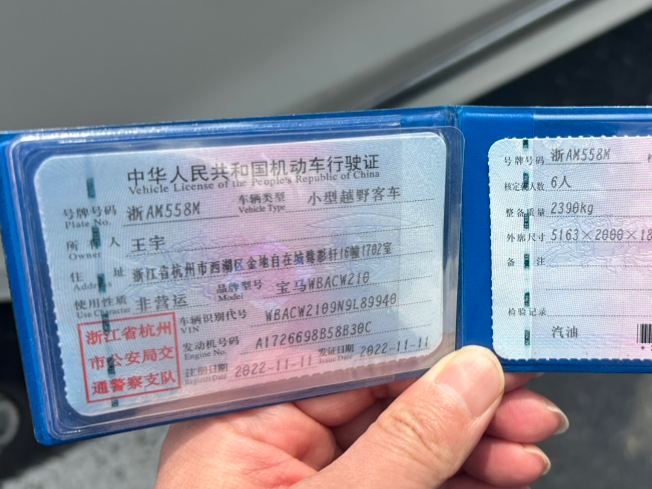 中华人民共和国机动车行驶证
Vehicle License of the People's Republic of China
号牌号码 浙AM558M 车辆类型 小型越野客车
Plate No. Vehicle Type
所有人 王宇
Owner
住址 浙江省杭州市西湖区金地自在城臻影轩16幢1702室
Address
使用性质 非营运 品牌型号 宝马WBACW210
Use Character Model
浙江省杭州
市公安局交
通警察支队
车辆识别代号 WBACW2109N9L89940
VIN
发动机号码 A1726698B58B30C
Engine No.
注册日期 2022-11-11 发证日期 2022-11-11
Register Date Issue Date
号牌号码 浙AM558M
核定载人数 6人
整备质量 2390kg
外廓尺寸 5163×2000×18
备注
检验记录
汽油